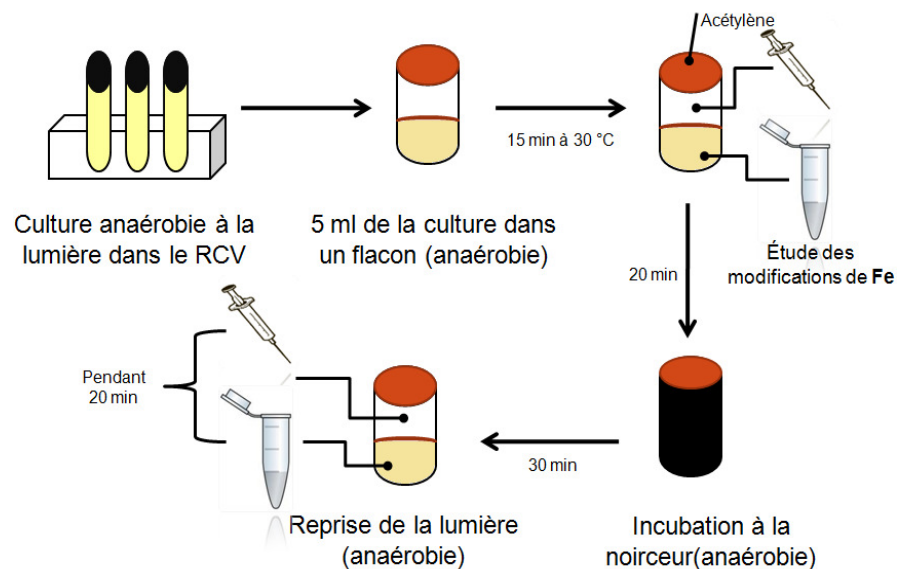 Acétylène
15 min à 30 °C
Culture anaérobie à la
lumière dans le RCV
5 ml de la culture dans
un flacon (anaérobie)
Étude des
modifications de Fe
20 min
Pendant
20 min
30 min
Reprise de la lumière
(anaérobie)
Incubation à la
noirceur(anaérobie)